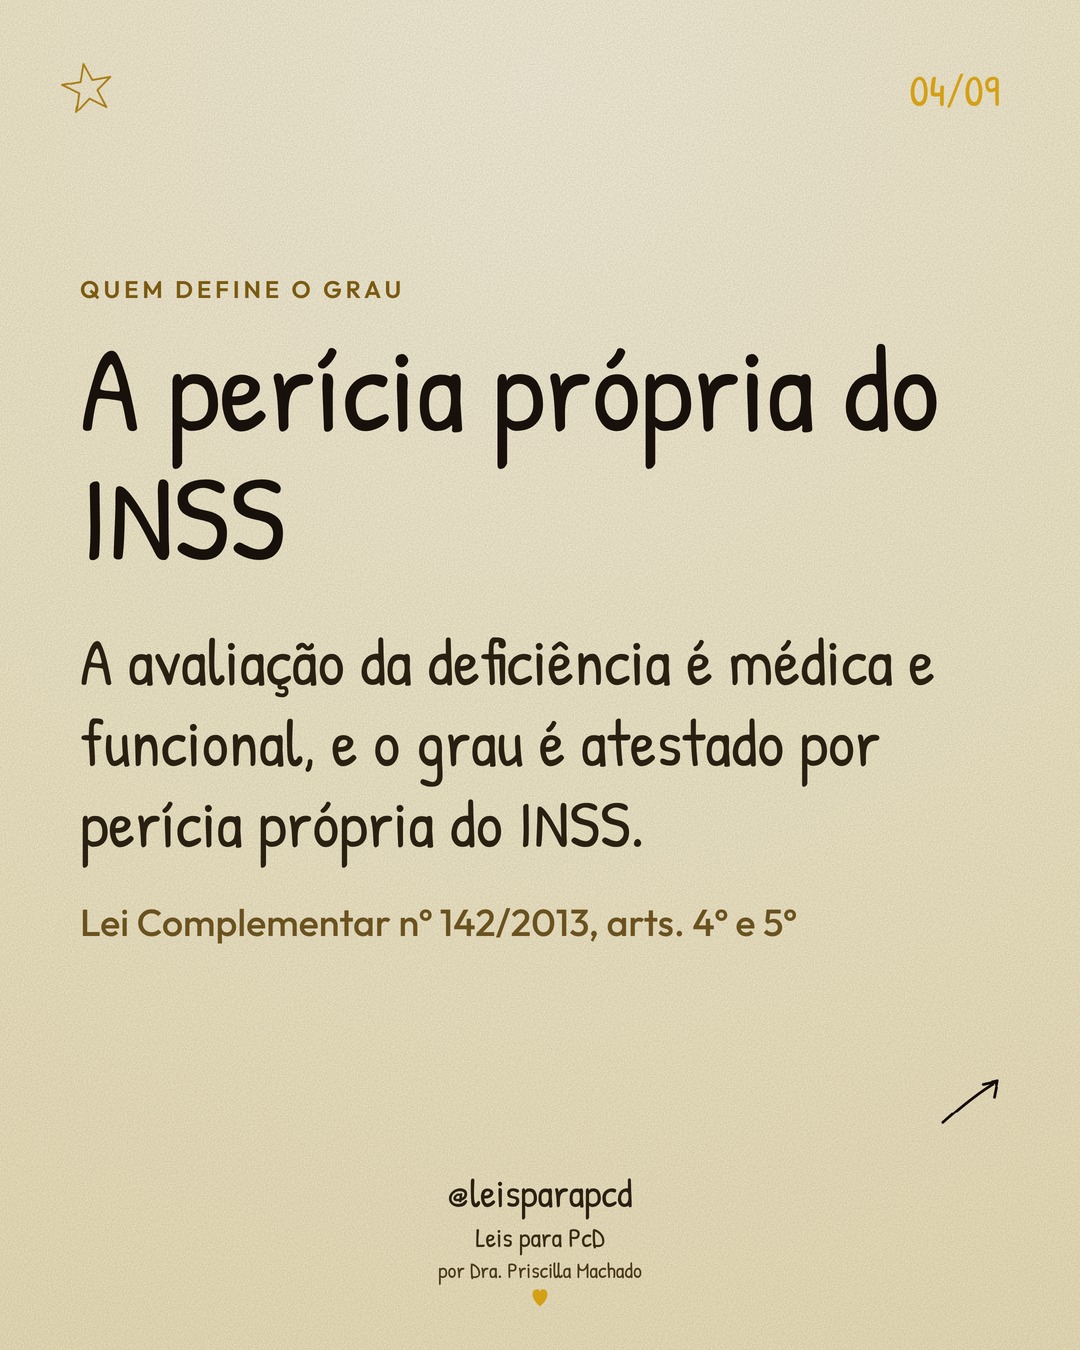 04/09
QUEM DEFINE O GRAU
A perícia própria do
INSS
A avaliação da deficiência é médica e
funcional, e o grau é atestado por
perícia própria do INSS.
Lei Complementar nº 142/2013, arts. 4º e 5º
@leisparapcd
Leis para PcD
por Dra. Priscilla Machado